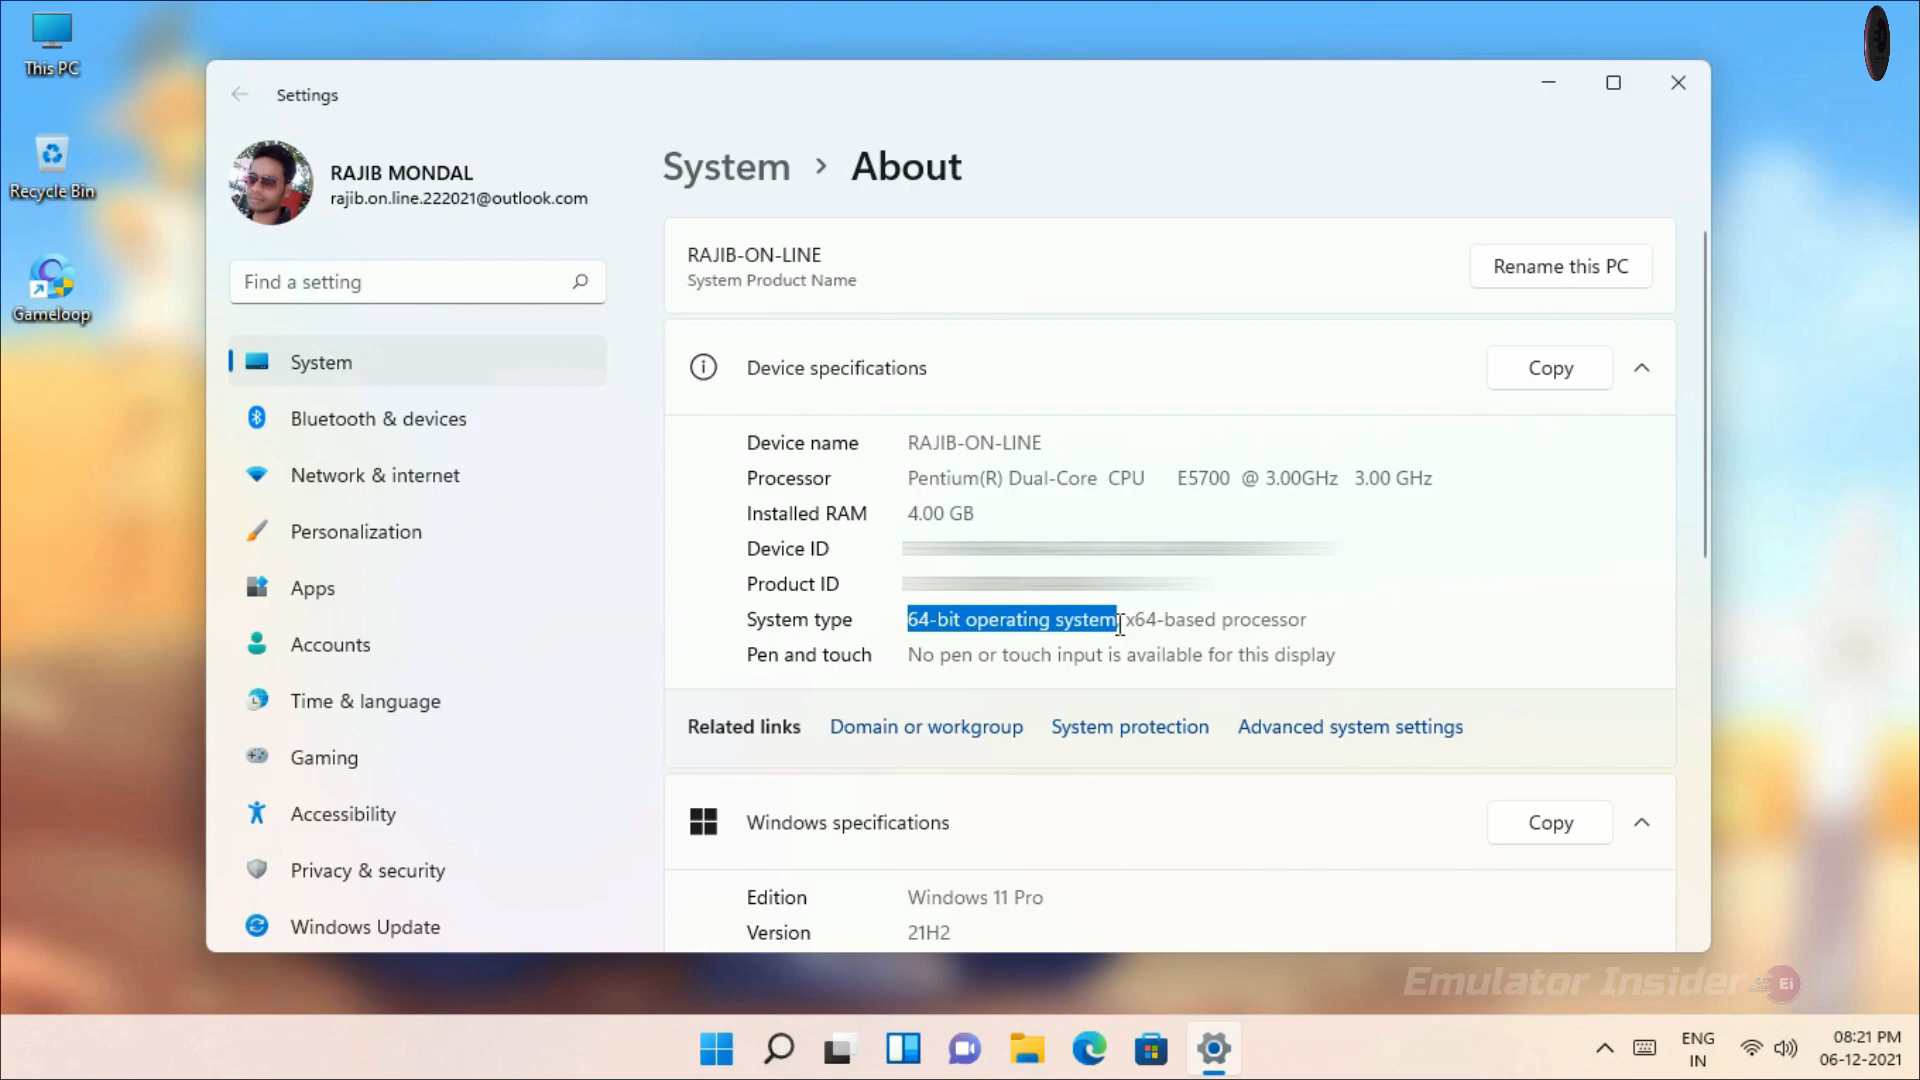 This PC
Recycle Bin
Gameloop
Settings
RAJIB MONDAL
rajib.on.line.222021@outlook.com
Find a setting
System
Bluetooth & devices
Network & internet
Personalization
Apps
Accounts
Time & language
Gaming
Accessibility
Privacy & security
Windows Update
System > About
RAJIB-ON-LINE
System Product Name
Rename this PC
Device specifications
Copy
Device name RAJIB-ON-LINE
Processor Pentium(R) Dual-Core CPU E5700 @ 3.00GHz 3.00 GHz
Installed RAM 4.00 GB
Device ID
Product ID
System type 64-bit operating system, x64-based processor
Pen and touch No pen or touch input is available for this display
Related links Domain or workgroup System protection Advanced system settings
Windows specifications
Copy
Edition Windows 11 Pro
Version 21H2
Emulator Insider Ei
ENG
IN
08:21 PM
06-12-2021